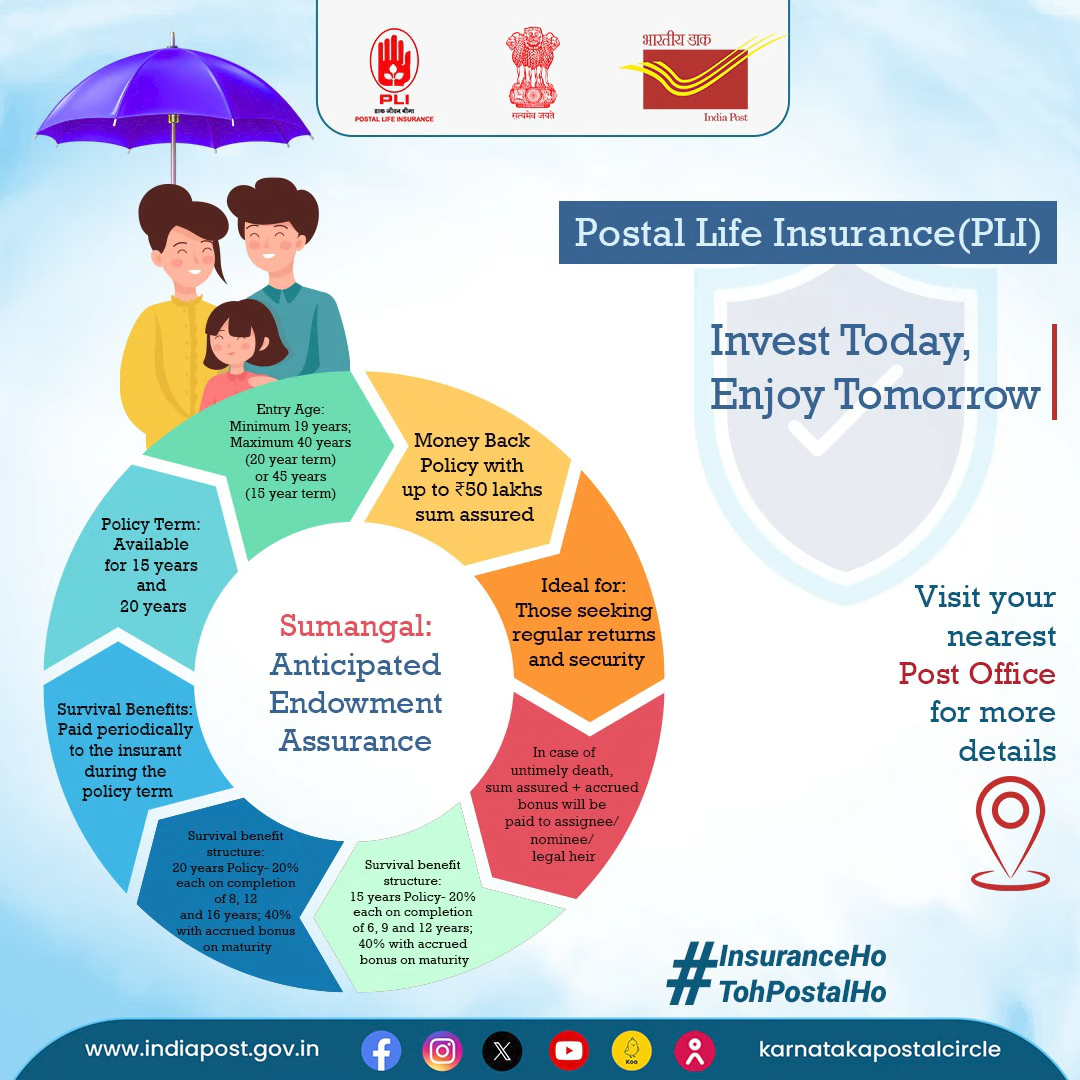 PLI
डाक जीवन बीमा
POSTAL LIFE INSURANCE
सत्यमेव जयते
भारतीय डाक
India Post
Postal Life Insurance(PLI)
Invest Today,
Enjoy Tomorrow
Entry Age:
Minimum 19 years;
Maximum 40 years
(20 year term)
or 45 years
(15 year term)
Money Back
Policy with
up to ₹50 lakhs
sum assured
Ideal for:
Those seeking
regular returns
and security
In case of
untimely death,
sum assured + accrued
bonus will be
paid to assignee/
nominee/
legal heir
Survival benefit
structure:
15 years Policy- 20%
each on completion
of 6, 9 and 12 years;
40% with accrued
bonus on maturity
Survival benefit
structure:
20 years Policy- 20%
each on completion
of 8, 12
and 16 years; 40%
with accrued bonus
on maturity
Survival Benefits:
Paid periodically
to the insurant
during the
policy term
Policy Term:
Available
for 15 years
and
20 years
Sumangal:
Anticipated
Endowment
Assurance
Visit your
nearest
Post Office
for more
details
#InsuranceHo
TohPostalHo
www.indiapost.gov.in
Koo
karnatakapostalcircle